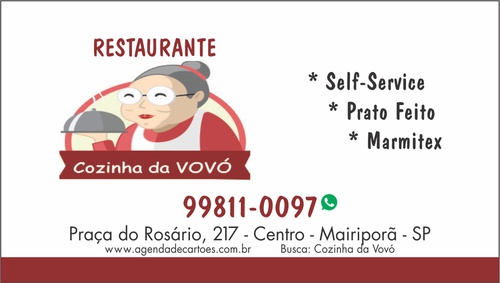 RESTAURANTE
Cozinha da VOVÓ
* Self-Service
* Prato Feito
* Marmitex
99811-0097
Praça do Rosário, 217 - Centro - Mairiporã - SP
www.agendadecartoes.com.br Busca: Cozinha da Vovó